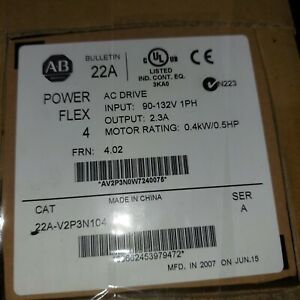 AB
BULLETIN
22A
UL
LISTED
IND. CONT. EQ.
3KA0
N223
POWER
FLEX
4
AC DRIVE
INPUT: 90-132V 1PH
OUTPUT: 2.3A
MOTOR RATING: 0.4kW/0.5HP
FRN: 4.02
*AV2P3N0W7240075*
MADE IN CHINA
CAT
SER
22A-V2P3N104
A
662453979472*
MFD. IN 2007 ON JUN.15